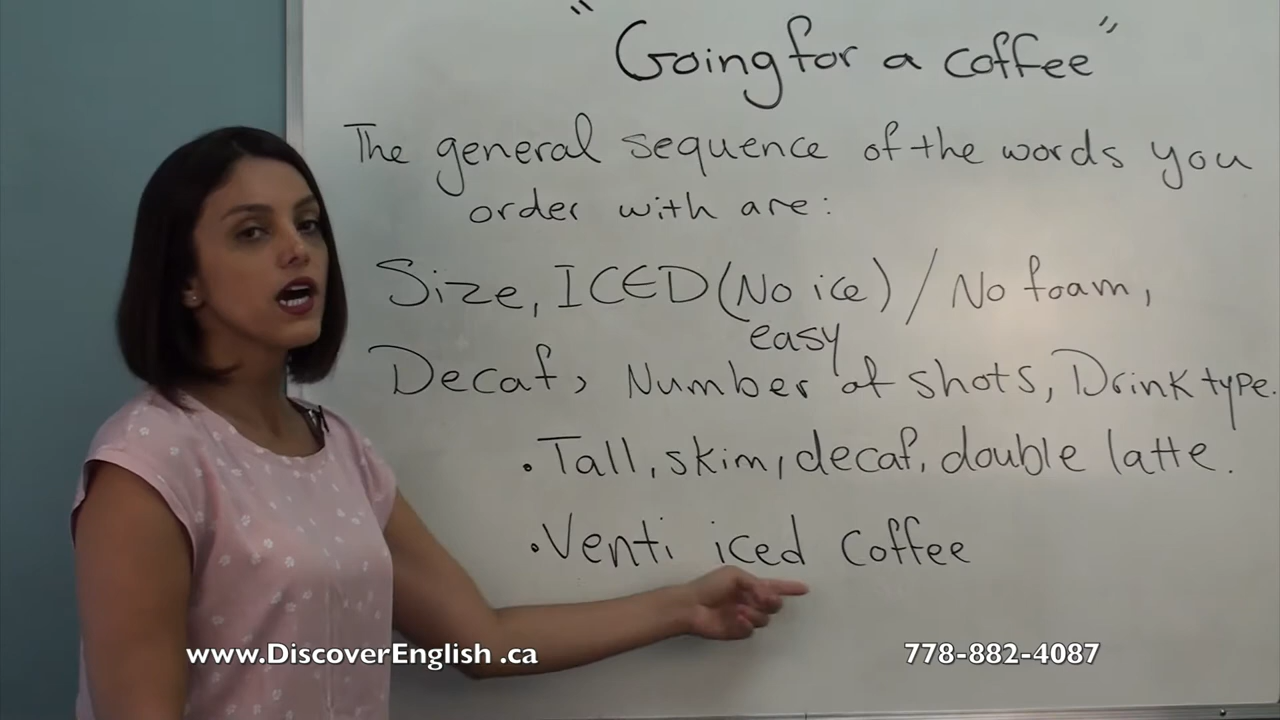 "Going for a coffee"
The general sequence of the words you
order with are:
Size, ICED (No ice) / No foam,
easy
Decaf, Number of shots, Drink type.
. Tall, skim, decaf, double latte.
. Venti iced coffee
www.DiscoverEnglish .ca
778-882-4087